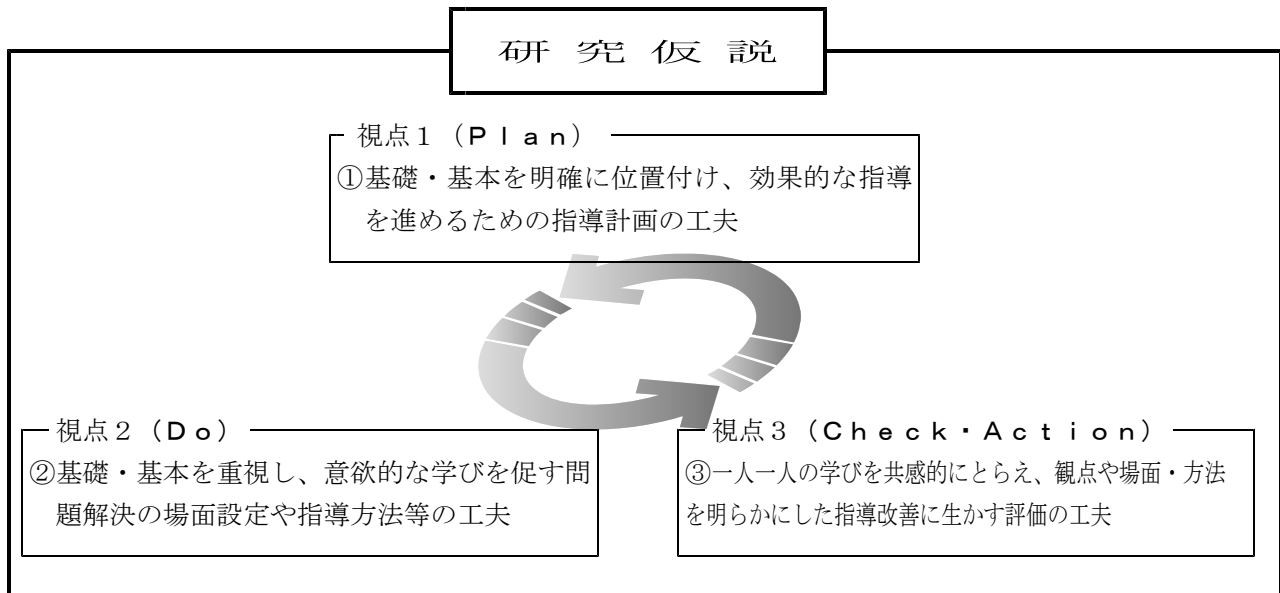 研究仮説
視点１（Ｐｌａｎ）
①基礎・基本を明確に位置付け、効果的な指導
を進めるための指導計画の工夫
視点２（Ｄｏ）
②基礎・基本を重視し、意欲的な学びを促す問
題解決の場面設定や指導方法等の工夫
視点３（Ｃｈｅｃｋ・Ａｃｔｉｏｎ）
③一人一人の学びを共感的にとらえ、観点や場面・方法
を明らかにした指導改善に生かす評価の工夫